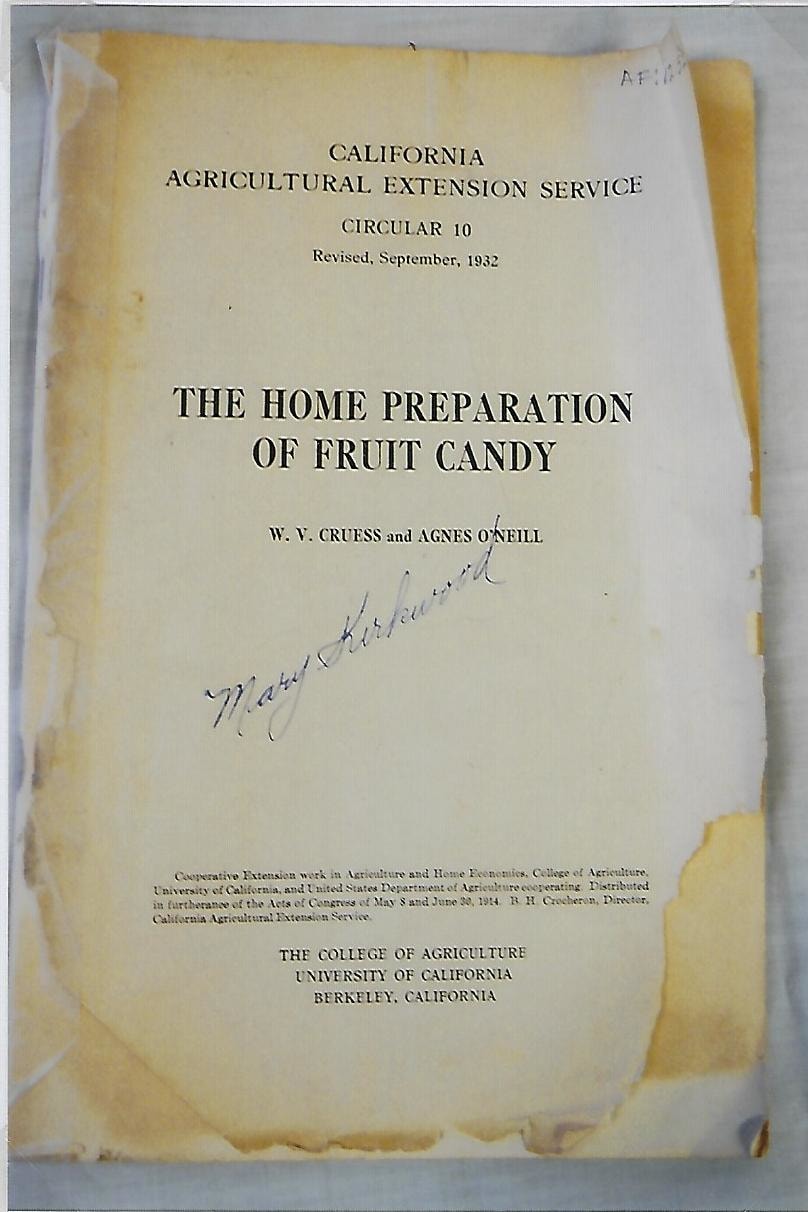 CALIFORNIA
AGRICULTURAL EXTENSION SERVICE
CIRCULAR 10
Revised, September, 1932
THE HOME PREPARATION
OF FRUIT CANDY
W. V. CRUESS and AGNES O'NEILL
Mary Kirkwood
Cooperative Extension work in Agriculture and Home Economics, College of Agriculture,
University of California, and United States Department of Agriculture cooperating. Distributed
in furtherance of the Acts of Congress of May 8 and June 30, 1914. B. H. Crocheron, Director,
California Agricultural Extension Service.
THE COLLEGE OF AGRICULTURE
UNIVERSITY OF CALIFORNIA
BERKELEY, CALIFORNIA